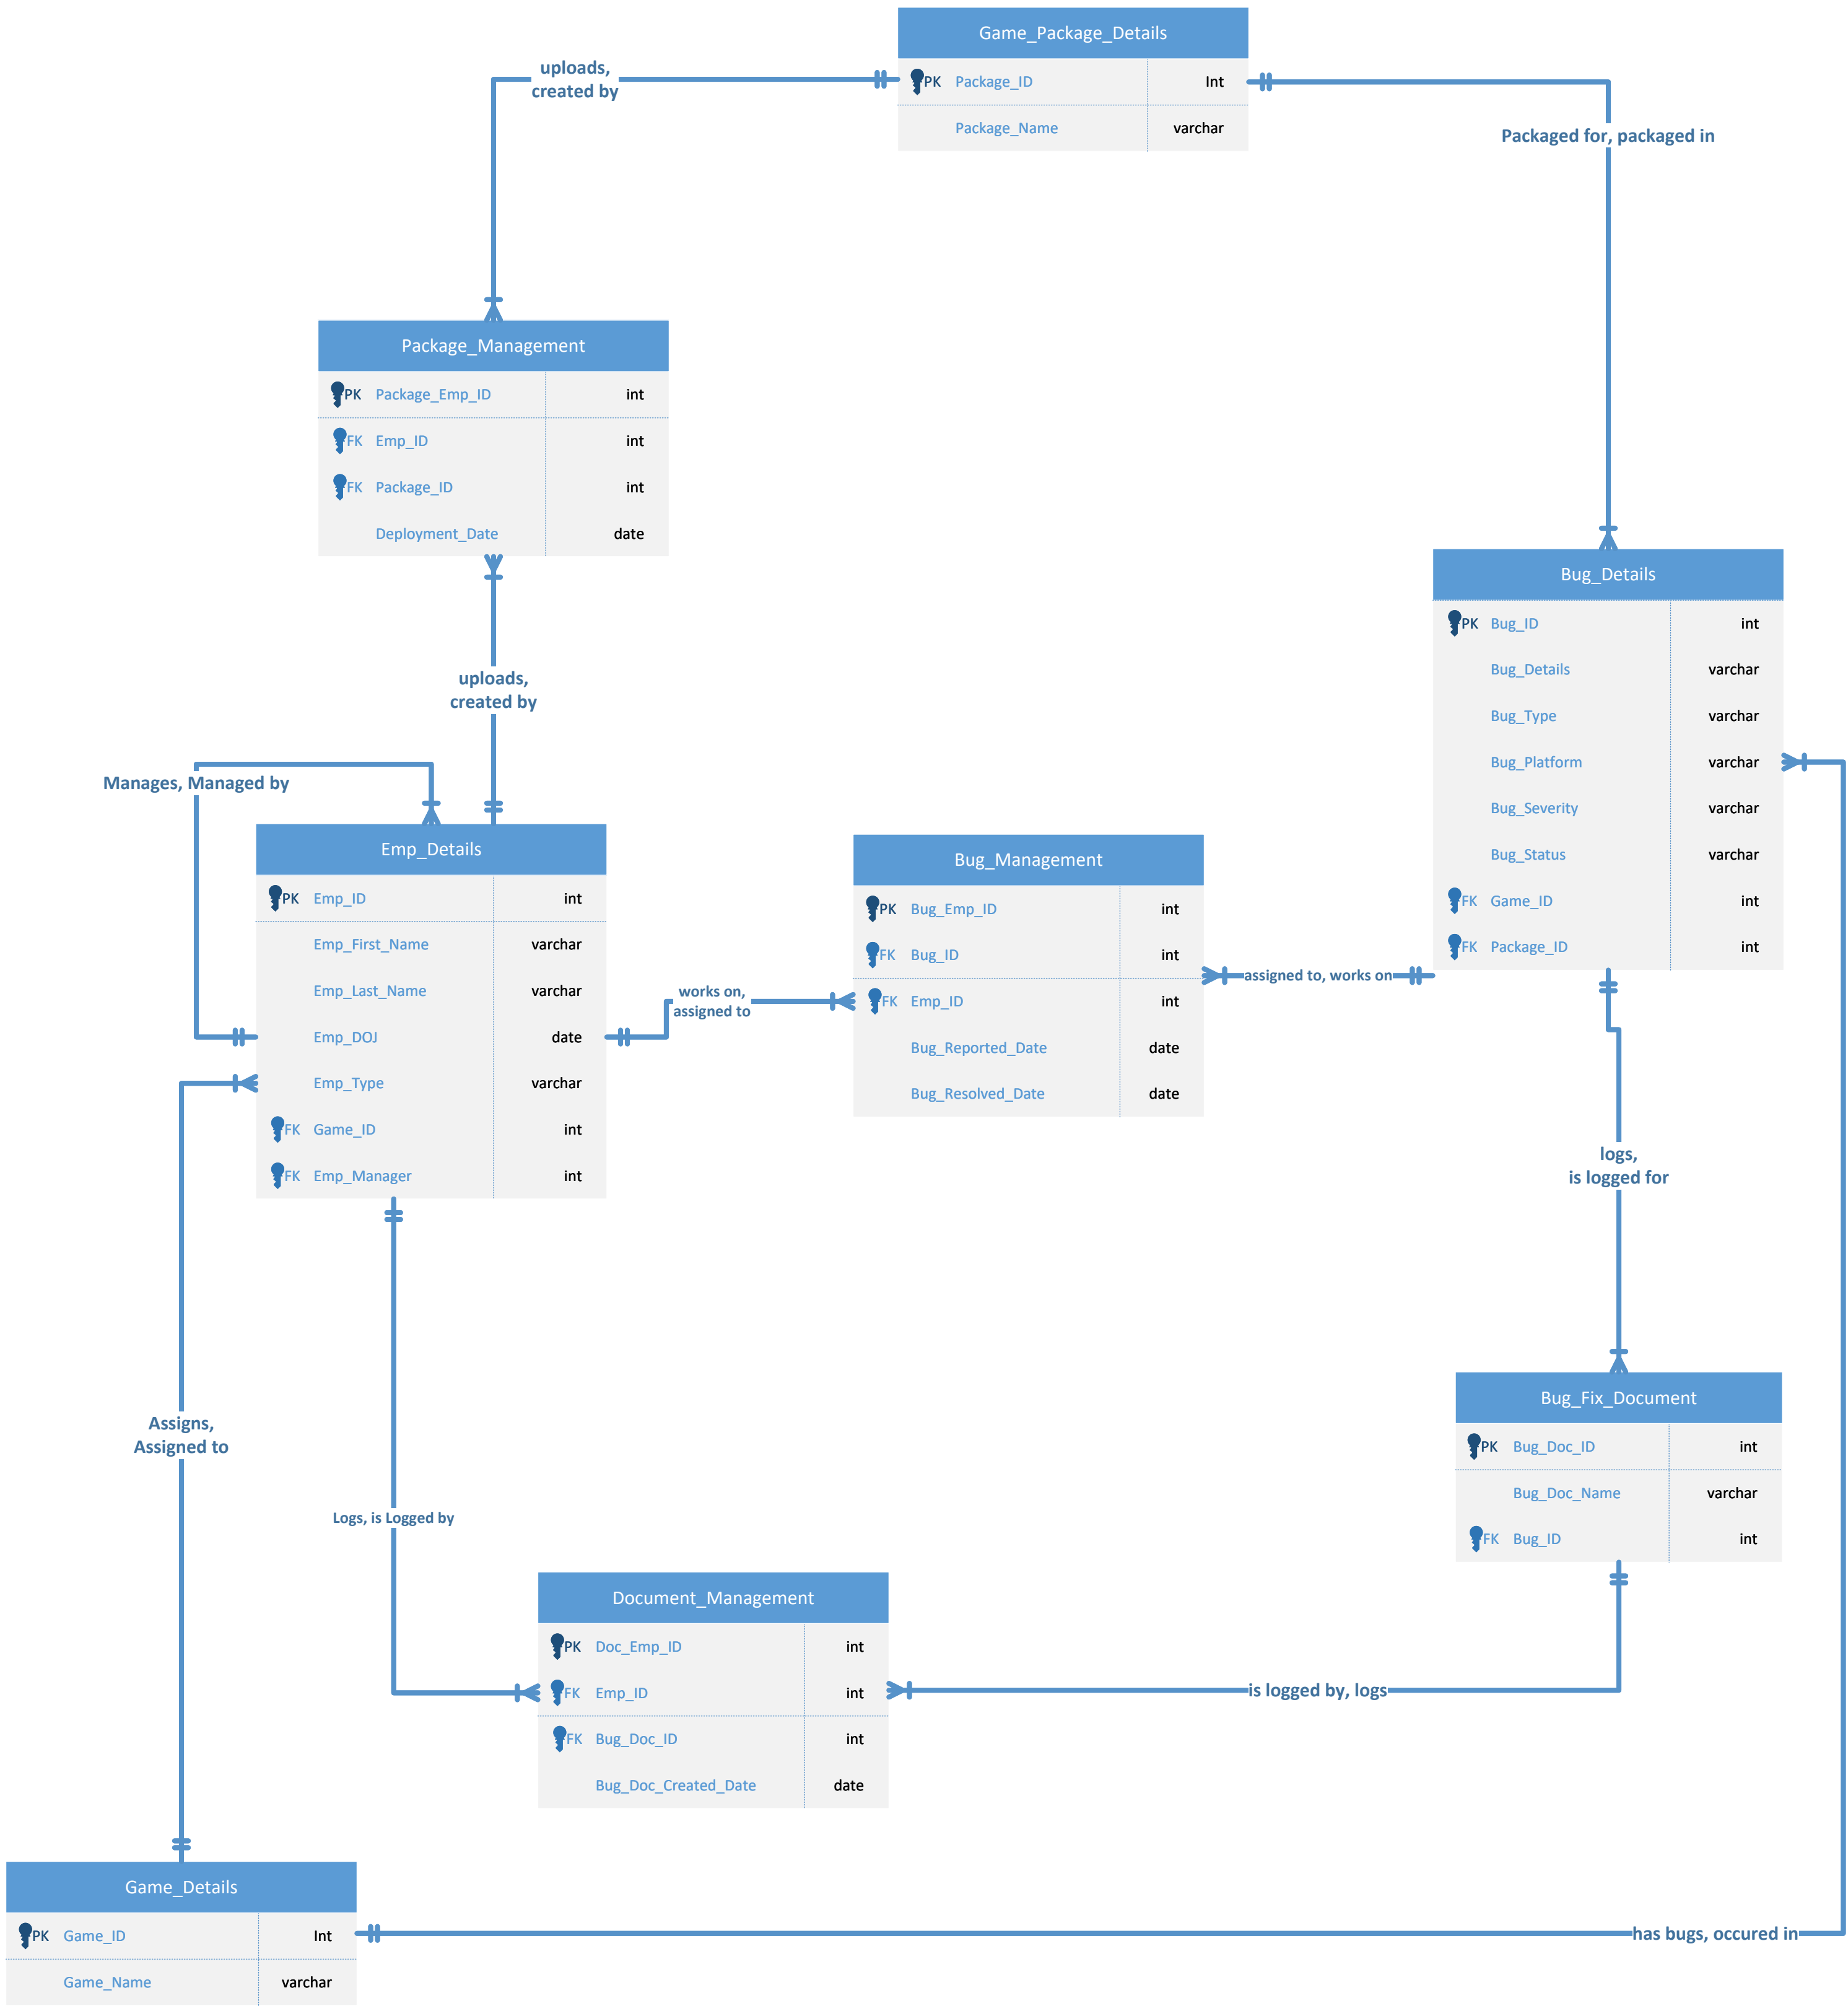 Game_Package_Details
PK Package_ID Int
Package_Name varchar
uploads,
created by
Packaged for, packaged in
Package_Management
PK Package_Emp_ID int
FK Emp_ID int
FK Package_ID int
Deployment_Date date
uploads,
created by
Bug_Details
PK Bug_ID int
Bug_Details varchar
Bug_Type varchar
Bug_Platform varchar
Bug_Severity varchar
Bug_Status varchar
FK Game_ID int
FK Package_ID int
Manages, Managed by
Emp_Details
PK Emp_ID int
Emp_First_Name varchar
Emp_Last_Name varchar
Emp_DOJ date
Emp_Type varchar
FK Game_ID int
FK Emp_Manager int
works on,
assigned to
Bug_Management
PK Bug_Emp_ID int
FK Bug_ID int
FK Emp_ID int
Bug_Reported_Date date
Bug_Resolved_Date date
assigned to, works on
logs,
is logged for
Assigns,
Assigned to
Logs, is Logged by
Bug_Fix_Document
PK Bug_Doc_ID int
Bug_Doc_Name varchar
FK Bug_ID int
Document_Management
PK Doc_Emp_ID int
FK Emp_ID int
FK Bug_Doc_ID int
Bug_Doc_Created_Date date
is logged by, logs
Game_Details
PK Game_ID Int
Game_Name varchar
has bugs, occured in